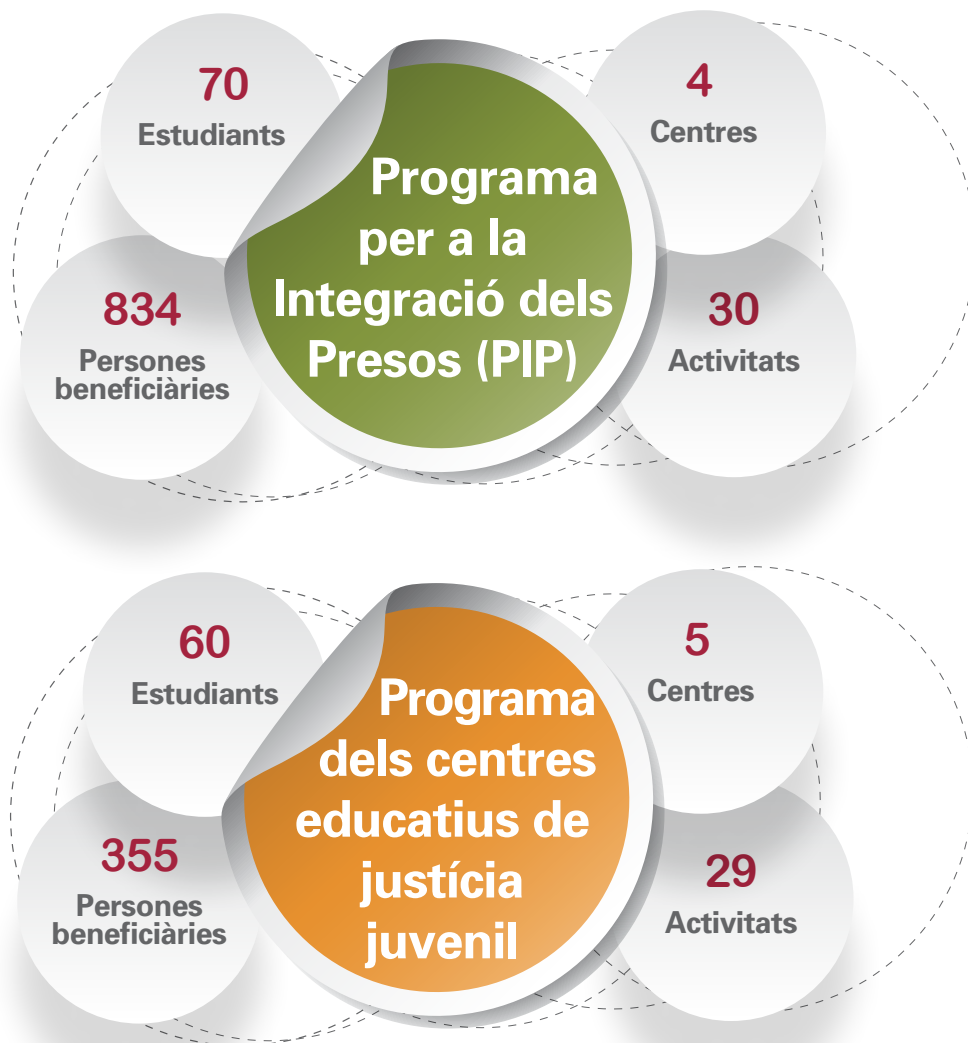 70
Estudiants
4
Centres
Programa
per a la
Integració dels
Presos (PIP)
834
Persones
beneficiàries
30
Activitats
60
Estudiants
5
Centres
Programa
dels centres
educatius de
justícia
juvenil
355
Persones
beneficiàries
29
Activitats